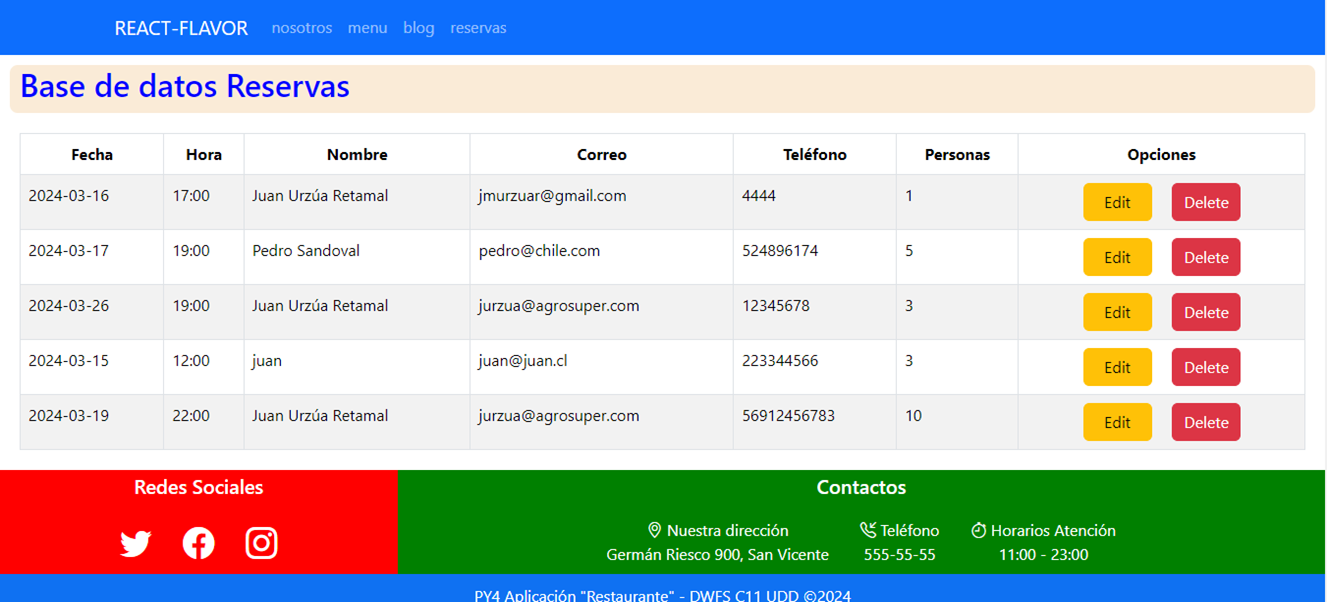 REACT-FLAVOR nosotros menu blog reservas
Base de datos Reservas
Fecha Hora Nombre Correo Teléfono Personas Opciones
2024-03-16 17:00 Juan Urzúa Retamal jmurzuar@gmail.com 4444 1 Edit Delete
2024-03-17 19:00 Pedro Sandoval pedro@chile.com 524896174 5 Edit Delete
2024-03-26 19:00 Juan Urzúa Retamal jurzua@agrosuper.com 12345678 3 Edit Delete
2024-03-15 12:00 juan juan@juan.cl 223344566 3 Edit Delete
2024-03-19 22:00 Juan Urzúa Retamal jurzua@agrosuper.com 56912456783 10 Edit Delete
Redes Sociales Contactos
Nuestra dirección Teléfono Horarios Atención
Germán Riesco 900, San Vicente 555-55-55 11:00 - 23:00
PY4 Aplicación "Restaurante" - DWFS C11 UDD ©2024